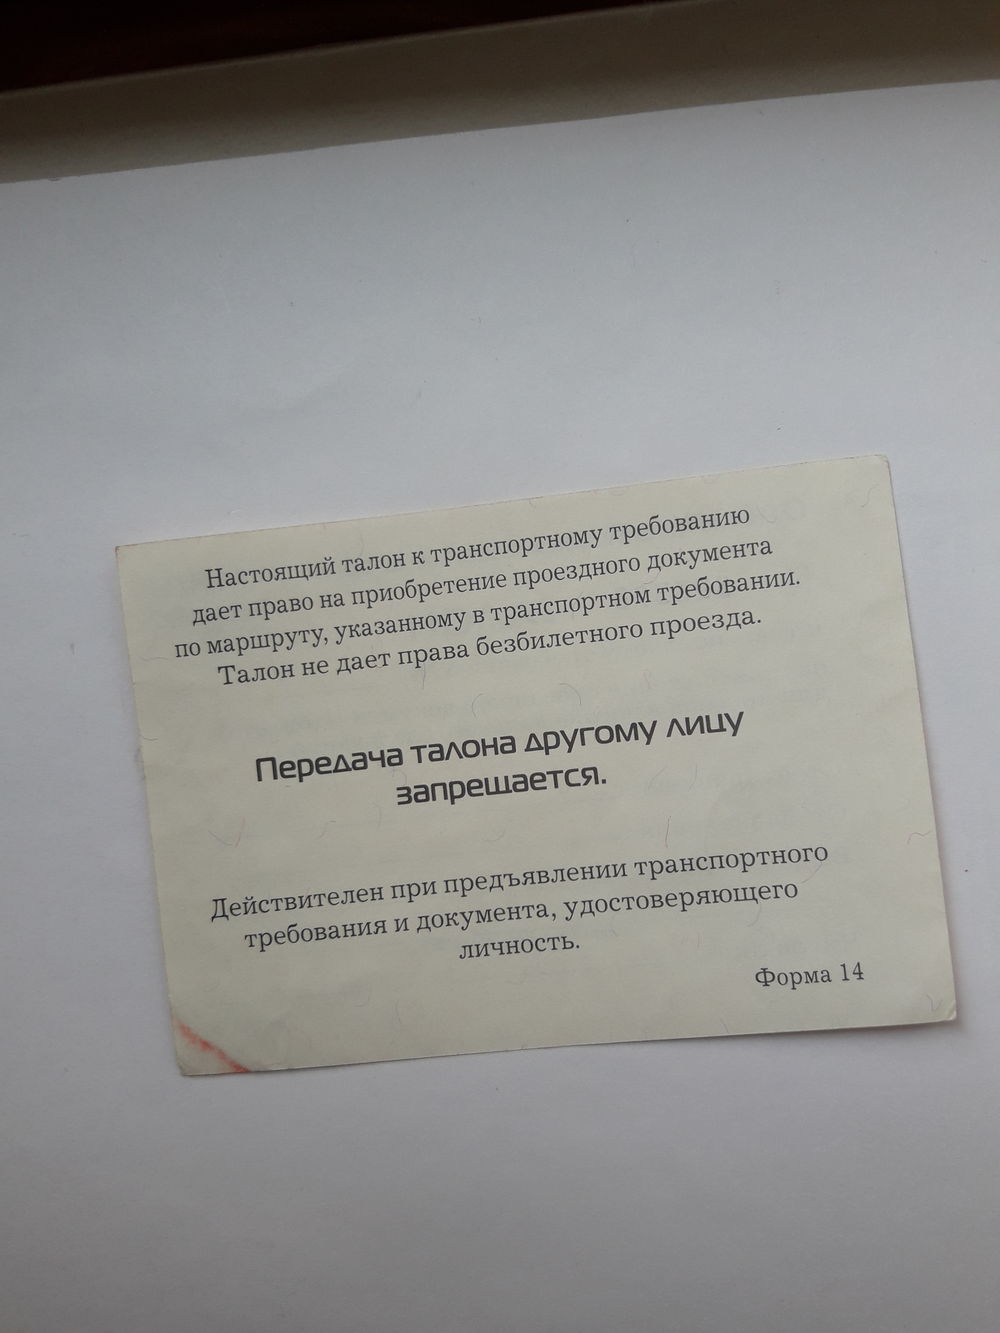 Настоящий талон к транспортному требованию
дает право на приобретение проездного документа
по маршруту, указанному в транспортном требовании.
Талон не дает права безбилетного проезда.
Передача талона другому лицу
запрещается.
Действителен при предъявлении транспортного
требования и документа, удостоверяющего
личность.
Форма 14